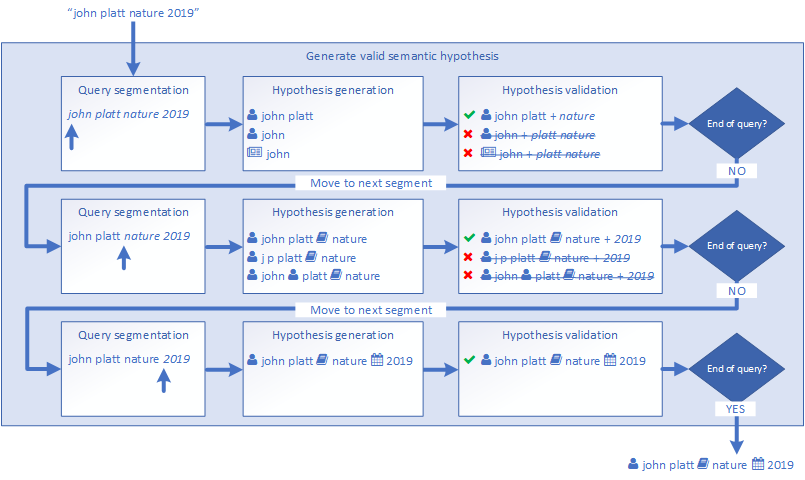 "john platt nature 2019"
Generate valid semantic hypothesis
Query segmentation
john platt nature 2019
Hypothesis generation
john platt
john
john
Hypothesis validation
john platt + nature
john + platt nature
john + platt nature
End of query?
NO
Move to next segment
Query segmentation
john platt nature 2019
Hypothesis generation
john platt nature
j p platt nature
john platt nature
Hypothesis validation
john platt nature + 2019
j p platt nature + 2019
john platt nature + 2019
End of query?
NO
Move to next segment
Query segmentation
john platt nature 2019
Hypothesis generation
john platt nature 2019
Hypothesis validation
john platt nature 2019
End of query?
YES
john platt nature 2019